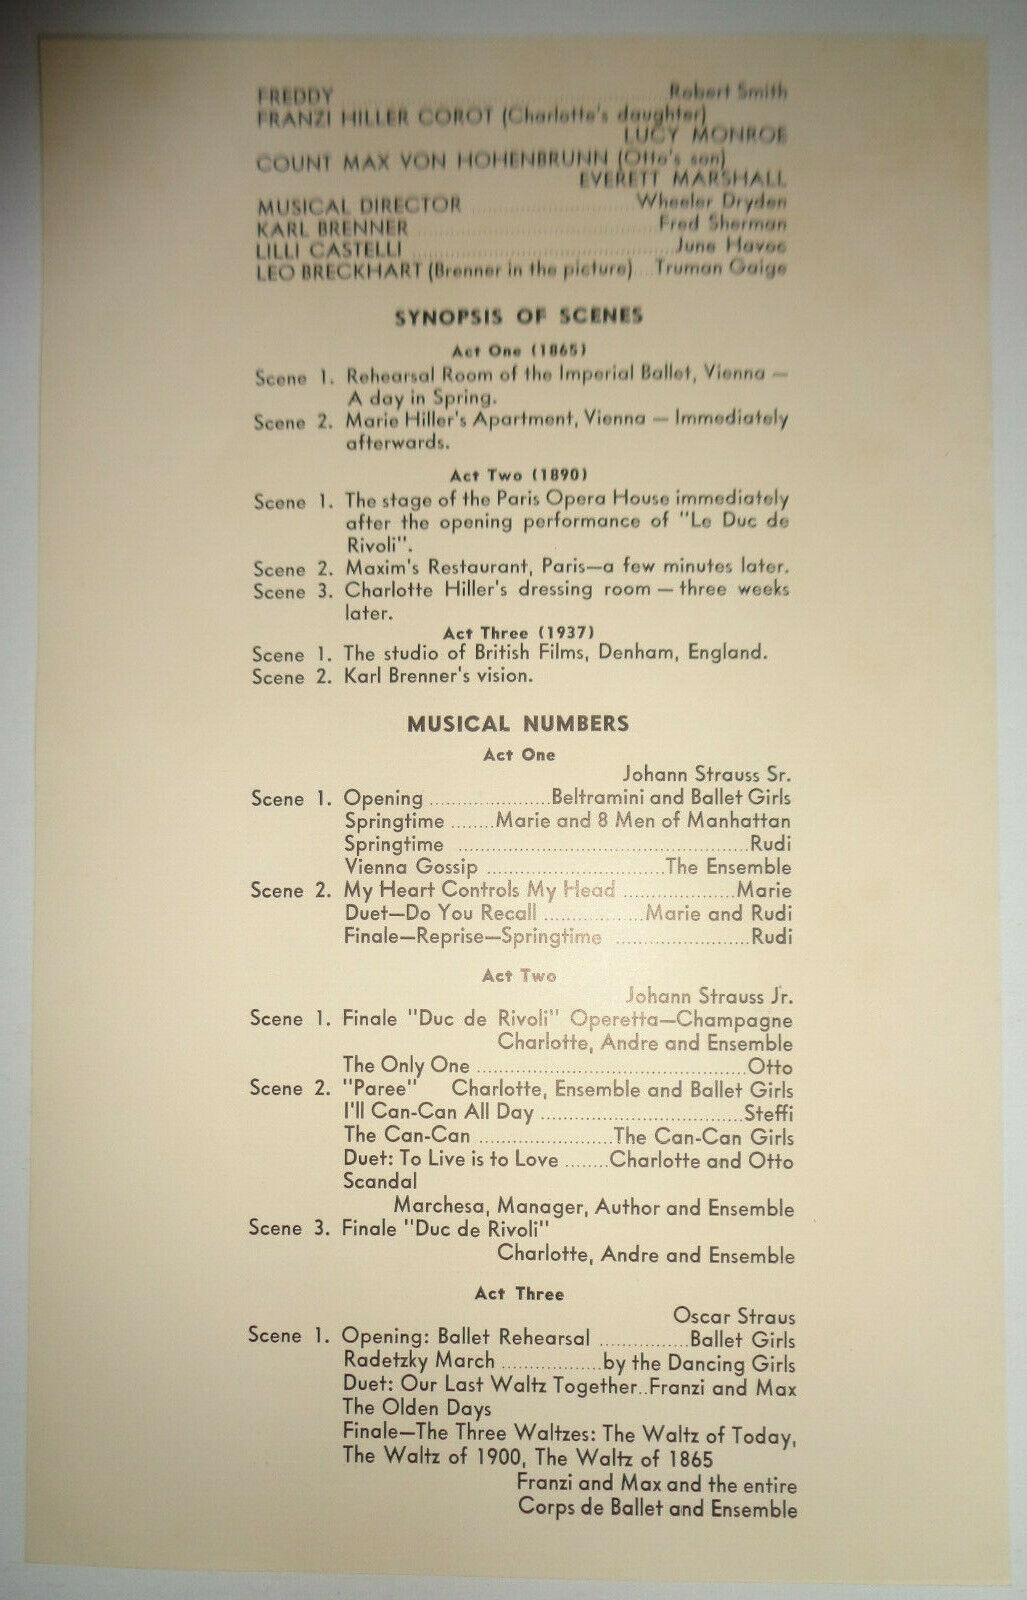 FREDDY ........ Robert Smith
FRANZI HILLER COROT (Charlotte's daughter)
LUCY MONROE
COUNT MAX VON HOHENBRUNN (Otto's son)
EVERETT MARSHALL
MUSICAL DIRECTOR ........ Wheeler Dryden
KARL BRENNER ........ Fred Sherman
LILLI CASTELLI ........ June Havoc
LEO BRECKHART (Brenner in the picture) .. Truman Gaige
SYNOPSIS OF SCENES
Act One (1865)
Scene 1. Rehearsal Room of the Imperial Ballet, Vienna —
A day in Spring.
Scene 2. Marie Hiller's Apartment, Vienna — Immediately
afterwards.
Act Two (1890)
Scene 1. The stage of the Paris Opera House immediately
after the opening performance of "Le Duc de
Rivoli".
Scene 2. Maxim's Restaurant, Paris—a few minutes later.
Scene 3. Charlotte Hiller's dressing room — three weeks
later.
Act Three (1937)
Scene 1. The studio of British Films, Denham, England.
Scene 2. Karl Brenner's vision.
MUSICAL NUMBERS
Act One
Johann Strauss Sr.
Scene 1. Opening ........ Beltramini and Ballet Girls
Springtime ........ Marie and 8 Men of Manhattan
Springtime ........ Rudi
Vienna Gossip ........ The Ensemble
Scene 2. My Heart Controls My Head ........ Marie
Duet—Do You Recall ........ Marie and Rudi
Finale—Reprise—Springtime ........ Rudi
Act Two
Johann Strauss Jr.
Scene 1. Finale "Duc de Rivoli" Operetta—Champagne
Charlotte, Andre and Ensemble
The Only One ........ Otto
Scene 2. "Paree" Charlotte, Ensemble and Ballet Girls
I'll Can-Can All Day ........ Steffi
The Can-Can ........ The Can-Can Girls
Duet: To Live is to Love ........ Charlotte and Otto
Scandal
Marchesa, Manager, Author and Ensemble
Scene 3. Finale "Duc de Rivoli"
Charlotte, Andre and Ensemble
Act Three
Oscar Straus
Scene 1. Opening: Ballet Rehearsal ........ Ballet Girls
Radetzky March ........ by the Dancing Girls
Duet: Our Last Waltz Together..Franzi and Max
The Olden Days
Finale—The Three Waltzes: The Waltz of Today,
The Waltz of 1900, The Waltz of 1865
Franzi and Max and the entire
Corps de Ballet and Ensemble